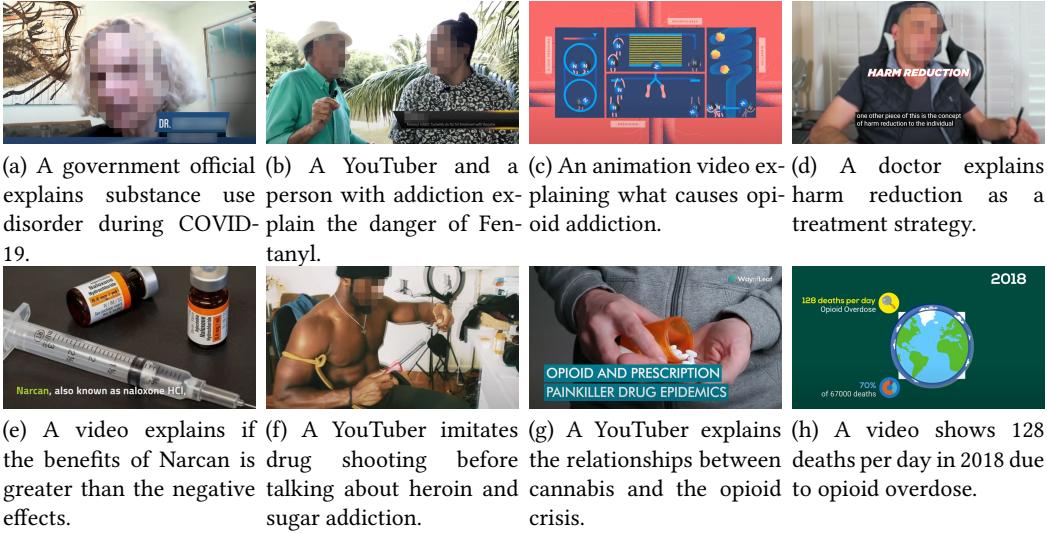 DR.
HARM REDUCTION
one other piece of this is the concept
of harm reduction to the individual
(a) A government official
explains substance use
disorder during COVID-
19.
(b) A YouTuber and a
person with addiction ex-
plain the danger of Fen-
tanyl.
(c) An animation video ex-
plaining what causes opi-
oid addiction.
(d) A doctor explains
harm reduction as a
treatment strategy.
Naloxone
Naloxone
Narcan, also known as naloxone HCl,
WayofLeaf
OPIOID AND PRESCRIPTION
PAINKILLER DRUG EPIDEMICS
2018
128 deaths per day
Opioid Overdose
70%
of 67000 deaths
(e) A video explains if
the benefits of Narcan is
greater than the negative
effects.
(f) A YouTuber imitates
drug shooting before
talking about heroin and
sugar addiction.
(g) A YouTuber explains
the relationships between
cannabis and the opioid
crisis.
(h) A video shows 128
deaths per day in 2018 due
to opioid overdose.